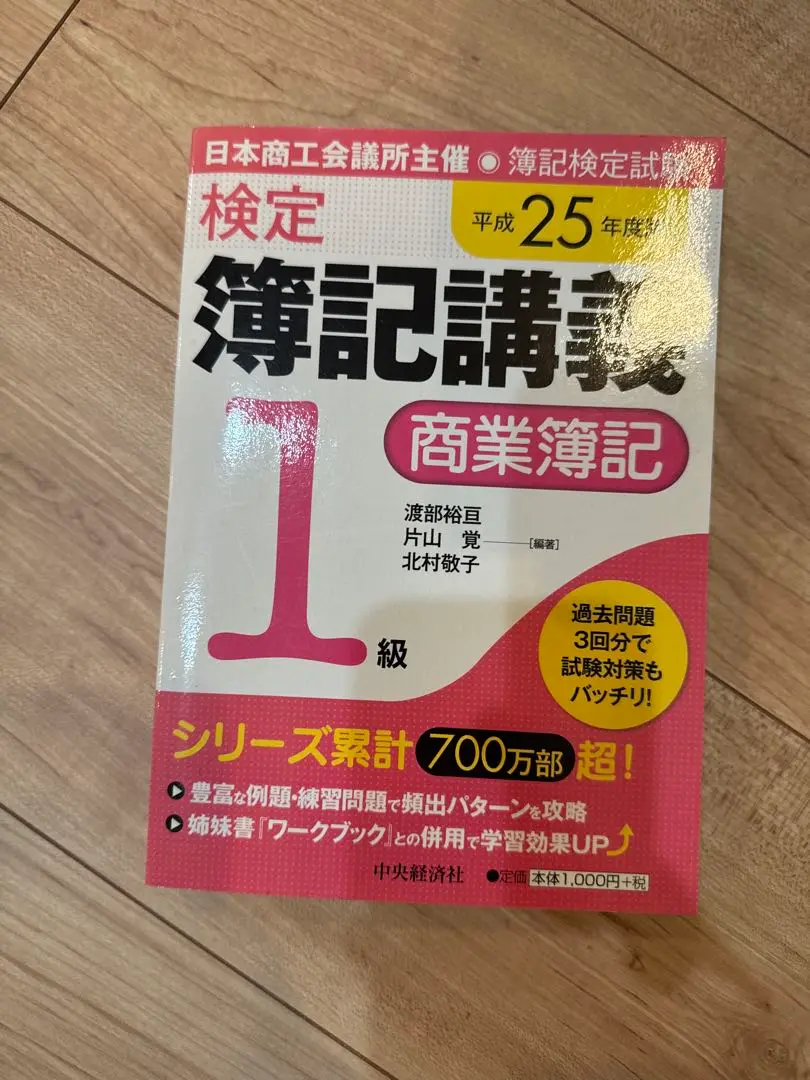 日本商工会議所主催◉簿記検定試験
検定
平成25年度版
簿記講義
1級
商業簿記
渡部裕亘
片山 覚
北村敬子
[編著]
過去問題
3回分で
試験対策も
バッチリ!
シリーズ累計700万部超!
豊富な例題・練習問題で頻出パターンを攻略
姉妹書『ワークブック』との併用で学習効果UP
中央経済社
●定価 本体1,000円+税